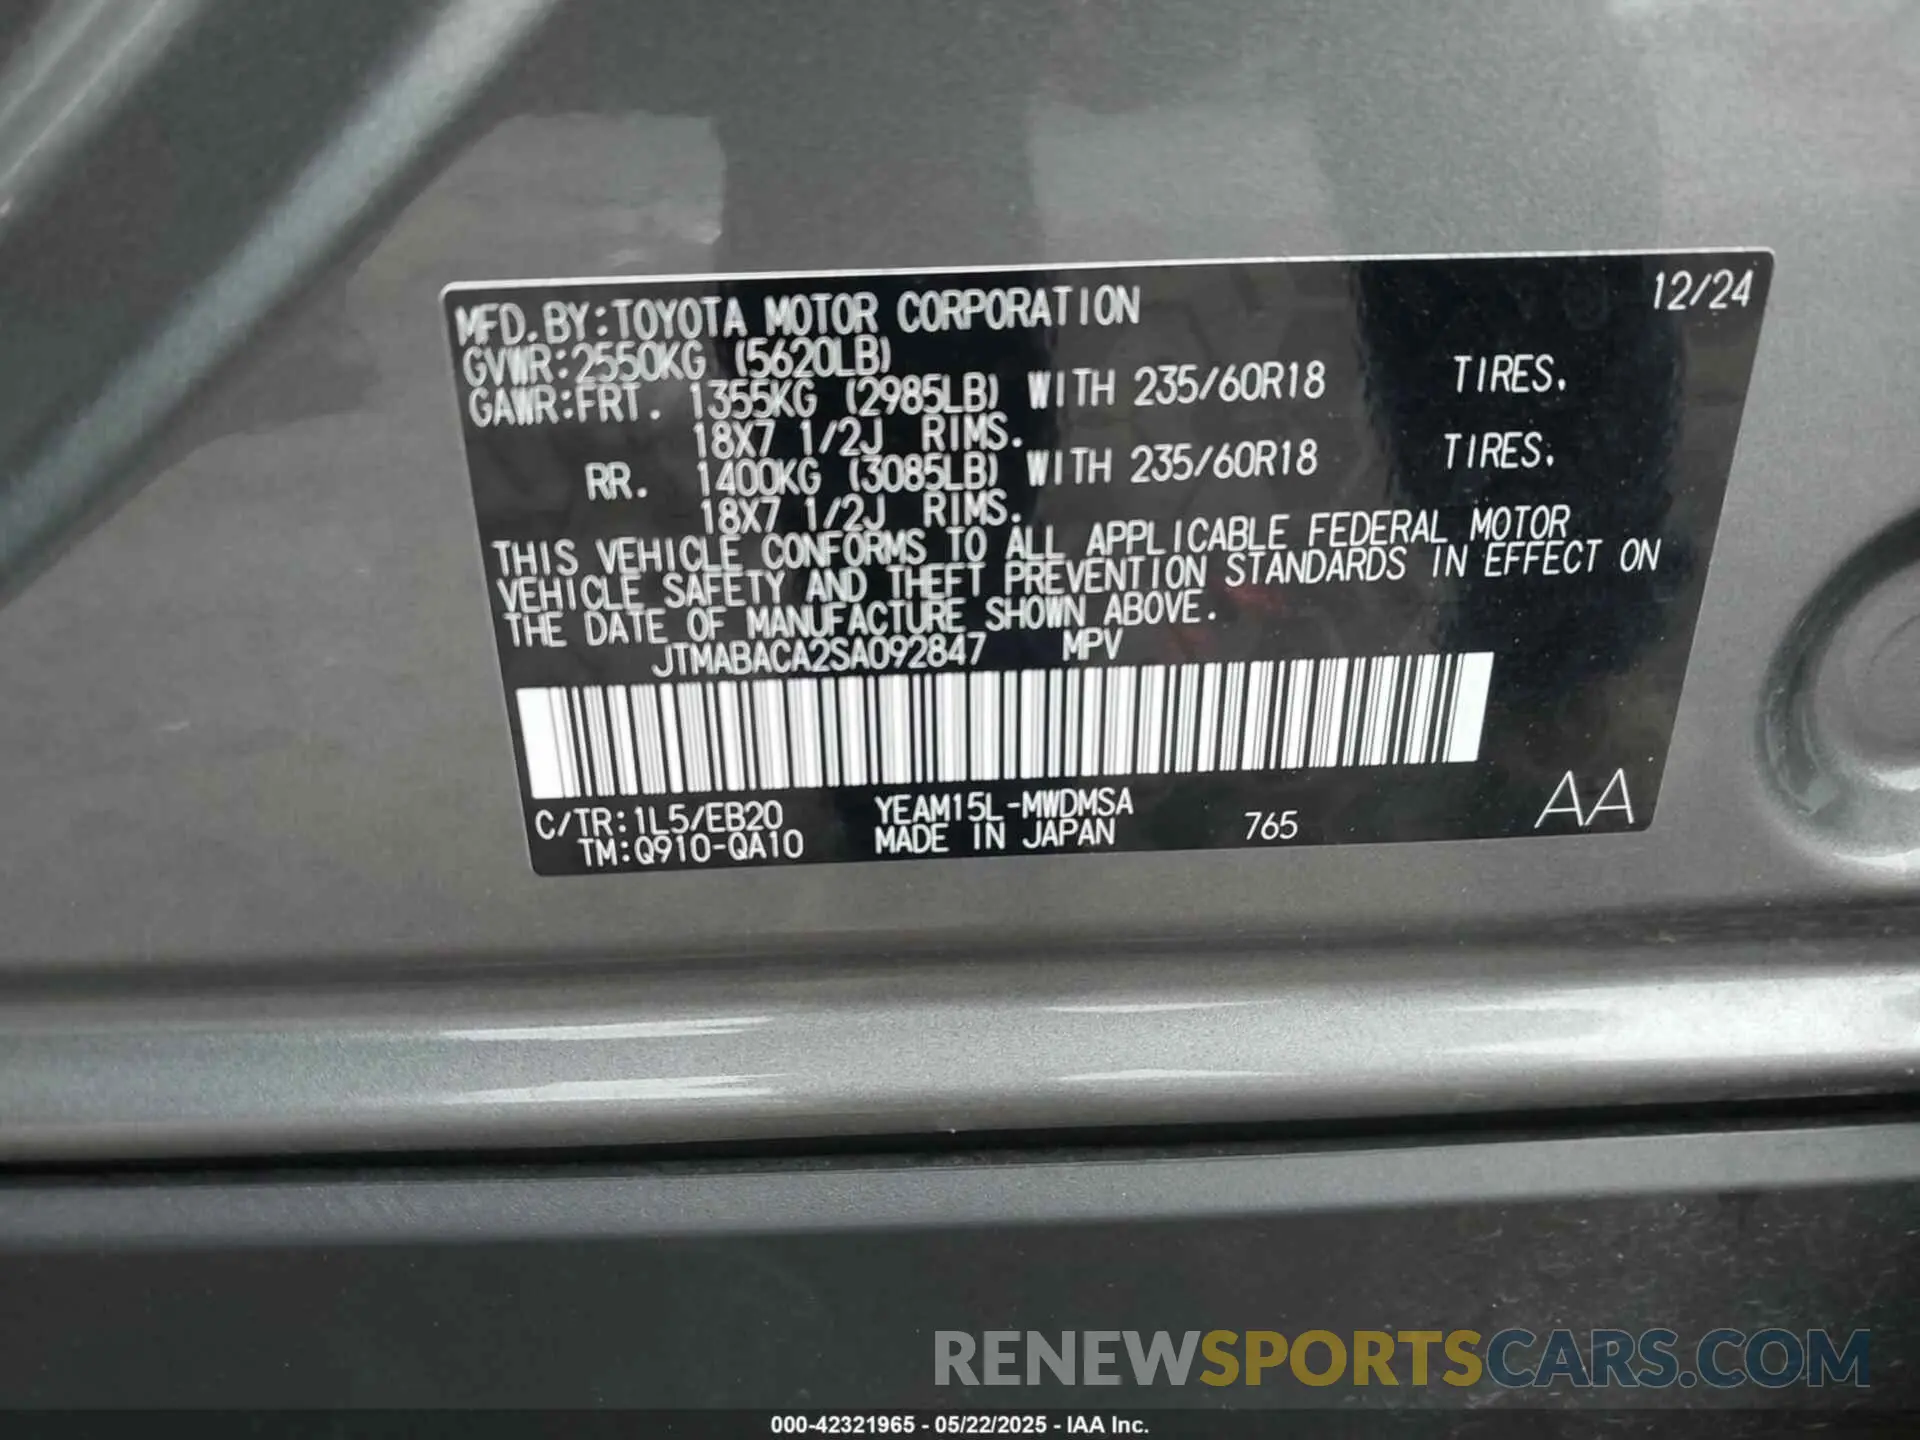 12/24
MFD.BY:TOYOTA MOTOR CORPORATION
GVWR:2550KG (5620LB)
GAWR:FRT. 1355KG (2985LB) WITH 235/60R18 TIRES.
18X7 1/2J RIMS.
RR. 1400KG (3085LB) WITH 235/60R18 TIRES.
18X7 1/2J RIMS.
THIS VEHICLE CONFORMS TO ALL APPLICABLE FEDERAL MOTOR
VEHICLE SAFETY AND THEFT PREVENTION STANDARDS IN EFFECT ON
THE DATE OF MANUFACTURE SHOWN ABOVE.
JTMABACA2SA092847 MPV
C/TR:1L5/EB20 YEAM15L-MWDMSA 765 AA
TM:Q910-QA10 MADE IN JAPAN
RENEWSPORTSCARS.COM
000-42321965 - 05/22/2025 - IAA Inc.